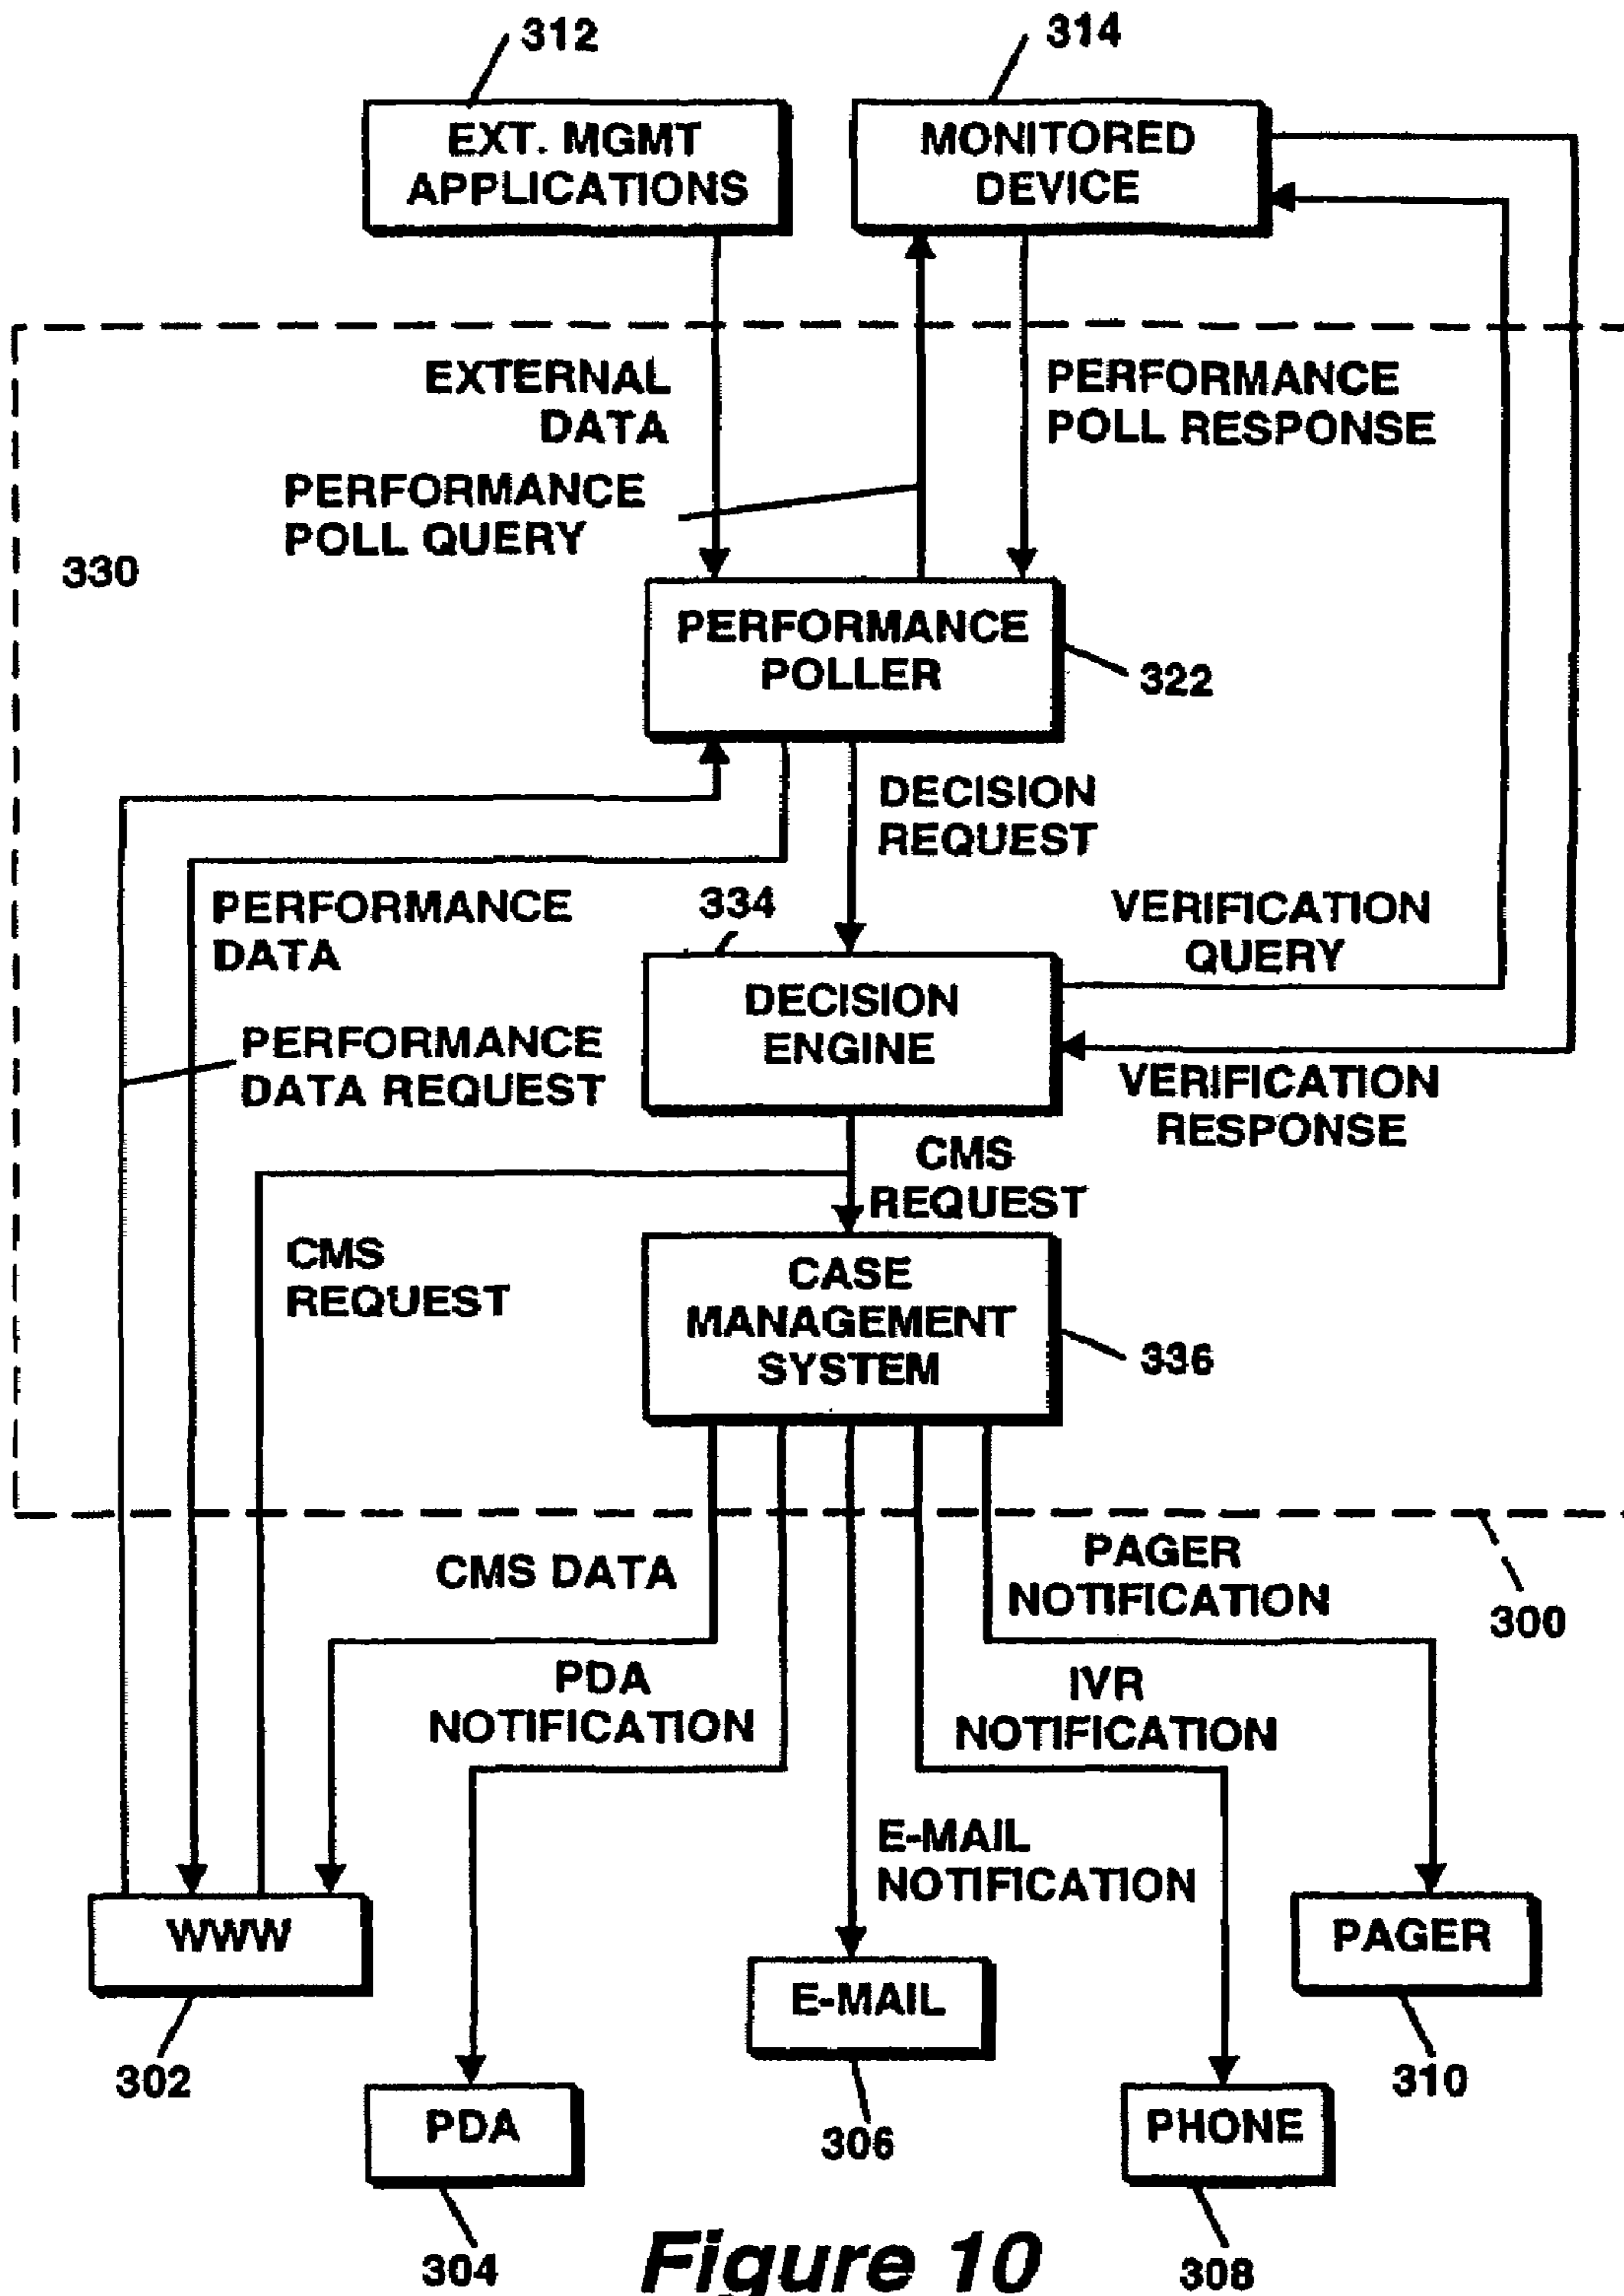 312
314
EXT. MGMT
APPLICATIONS
MONITORED
DEVICE
EXTERNAL
DATA
PERFORMANCE
POLL RESPONSE
PERFORMANCE
POLL QUERY
330
PERFORMANCE
POLLER
322
DECISION
REQUEST
PERFORMANCE
DATA
334
VERIFICATION
QUERY
DECISION
ENGINE
PERFORMANCE
DATA REQUEST
VERIFICATION
RESPONSE
CMS
REQUEST
CMS
REQUEST
CASE
MANAGEMENT
SYSTEM
336
CMS DATA
PAGER
NOTIFICATION
300
PDA
NOTIFICATION
IVR
NOTIFICATION
E-MAIL
NOTIFICATION
WWW
PAGER
E-MAIL
302
310
PDA
306
PHONE
304
308
Figure 10